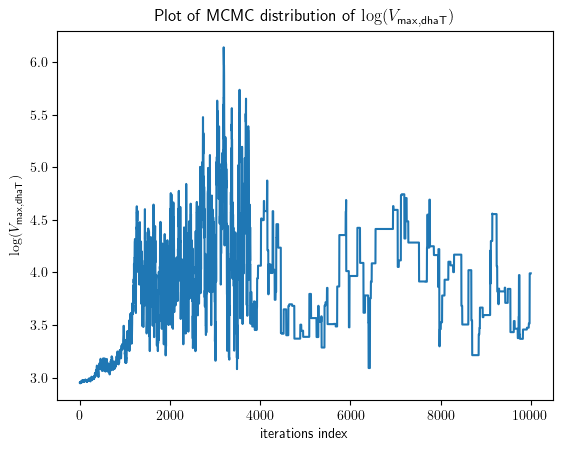 Plot of MCMC distribution of log(V_max,dhaT)
log(V_max,dhaT)
6.0
5.5
5.0
4.5
4.0
3.5
3.0
0 2000 4000 6000 8000 10000
iterations index